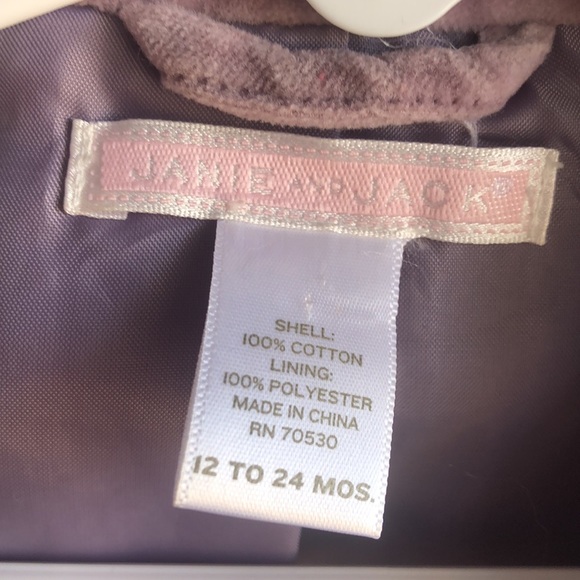 JANIE AND JACK®
SHELL:
100% COTTON
LINING:
100% POLYESTER
MADE IN CHINA
RN 70530
12 TO 24 MOS.